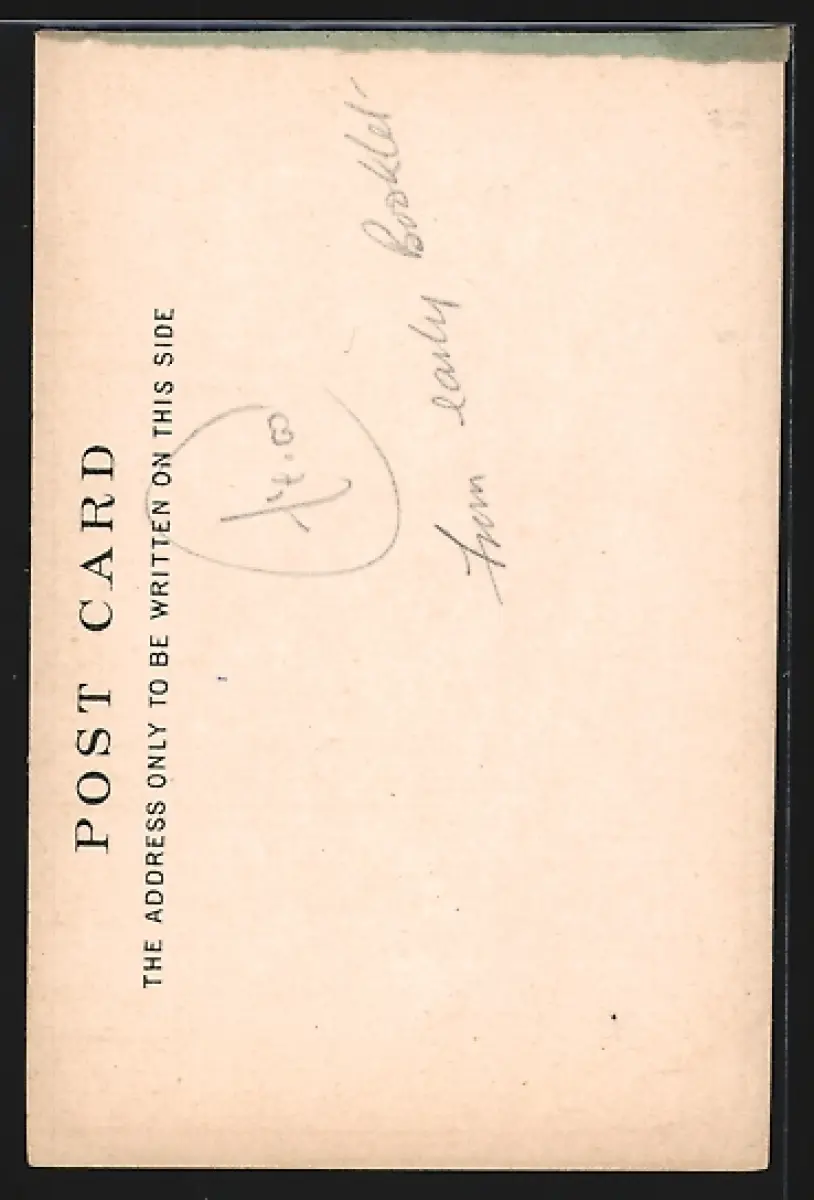 POST CARD
THE ADDRESS ONLY TO BE WRITTEN ON THIS SIDE
From early Booklet